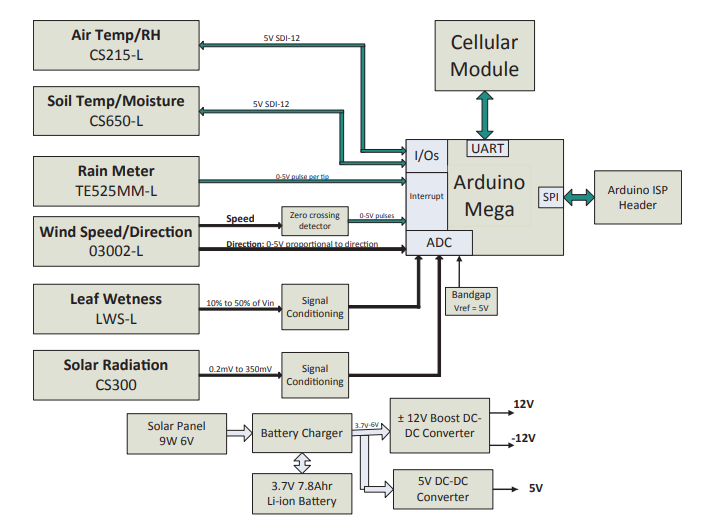 Air Temp/RH
CS215-L
5V SDI-12
Cellular
Module
Soil Temp/Moisture
CS650-L
5V SDI-12
I/Os
UART
Rain Meter
TE525MM-L
0-5V pulse per tip
Interrupt
Arduino
Mega
SPI
Arduino ISP
Header
Wind Speed/Direction
03002-L
Speed
Zero crossing
detector
0-5V pulses
Direction: 0-5V proportional to direction
ADC
Leaf Wetness
LWS-L
10% to 50% of Vin
Signal
Conditioning
Bandgap
Vref = 5V
Solar Radiation
CS300
0.2mV to 350mV
Signal
Conditioning
Solar Panel
9W 6V
Battery Charger
3.7V-6V
± 12V Boost DC-
DC Converter
12V
-12V
3.7V 7.8Ahr
Li-ion Battery
5V DC-DC
Converter
5V